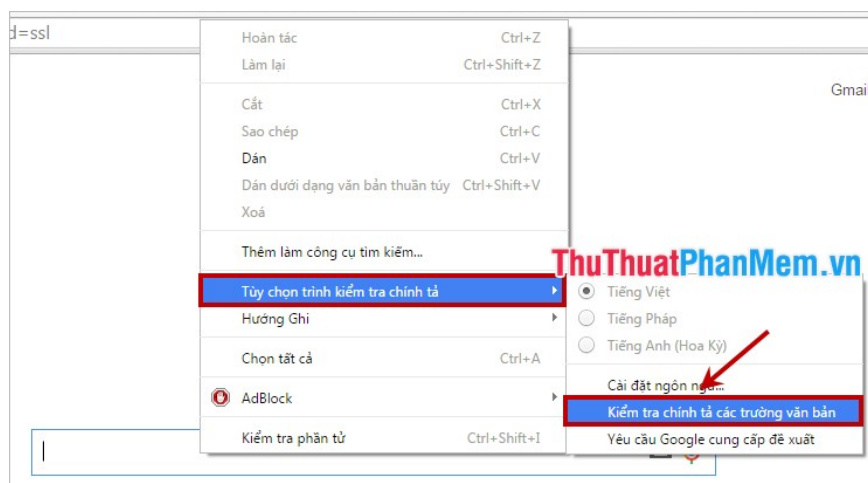 d=ssl
Gmai
Hoàn tác Ctrl+Z
Làm lại Ctrl+Shift+Z
Cắt Ctrl+X
Sao chép Ctrl+C
Dán Ctrl+V
Dán dưới dạng văn bản thuần túy Ctrl+Shift+V
Xoá
Thêm làm công cụ tìm kiếm...
ThuThuatPhanMem.vn
Tùy chọn trình kiểm tra chính tả
Hướng Ghi
Chọn tất cả Ctrl+A
AdBlock
Kiểm tra phần tử Ctrl+Shift+I
Tiếng Việt
Tiếng Pháp
Tiếng Anh (Hoa Kỳ)
Cài đặt ngôn ngữ...
Kiểm tra chính tả các trường văn bản
Yêu cầu Google cung cấp đề xuất